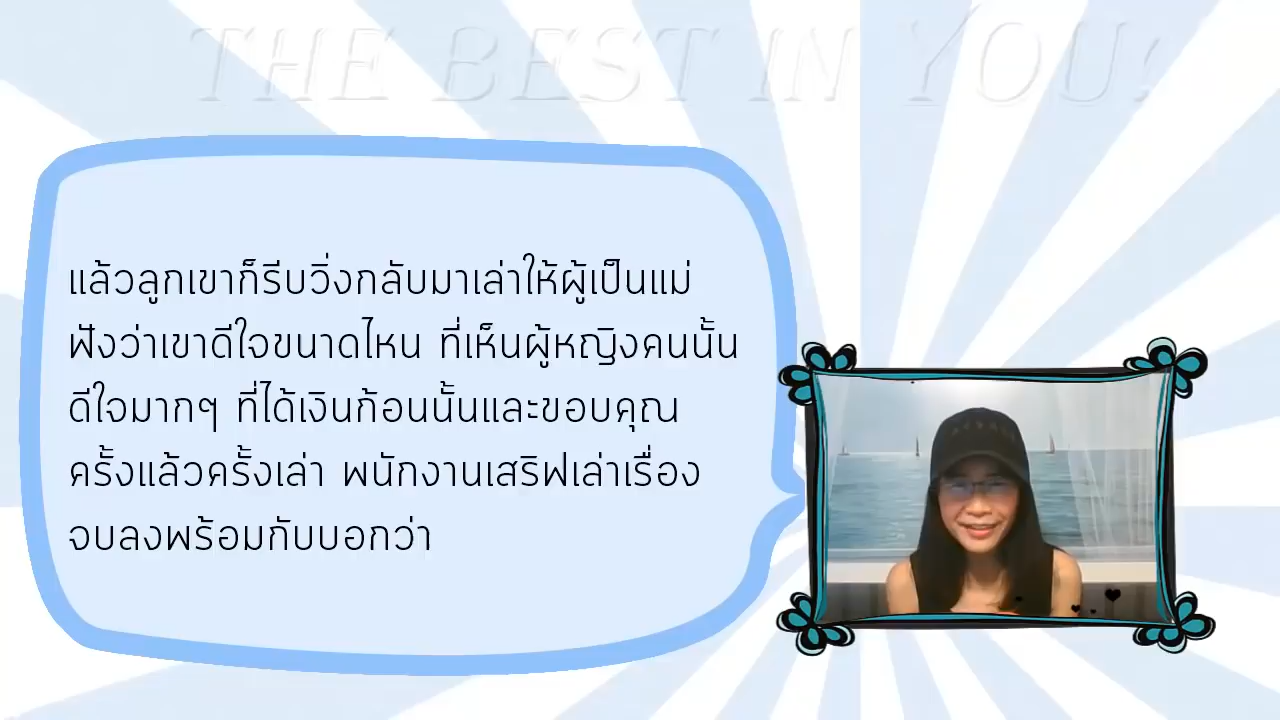 THE BEST IN YOU!
แล้วลูกเขาก็รีบวิ่งกลับมาเล่าให้ผู้เป็นแม่
ฟังว่าเขาดีใจขนาดไหน ที่เห็นผู้หญิงคนนั้น
ดีใจมากๆ ที่ได้เงินก้อนนั้นและขอบคุณ
ครั้งแล้วครั้งเล่า พนักงานเสริฟเล่าเรื่อง
จบลงพร้อมกับบอกว่า